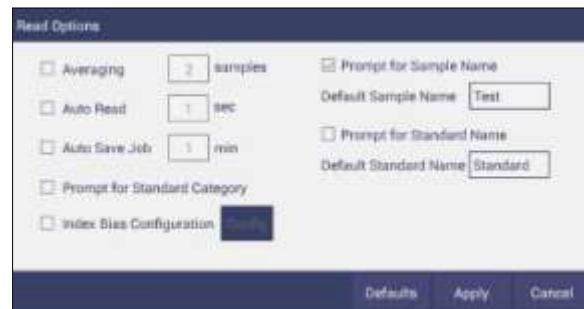 Read Options
Averaging 2 samples
Auto Read 1 sec
Auto Save Job 1 min
Prompt for Standard Category
Index Bias Configuration Config
Prompt for Sample Name
Default Sample Name Test
Prompt for Standard Name
Default Standard Name Standard
Defaults Apply Cancel